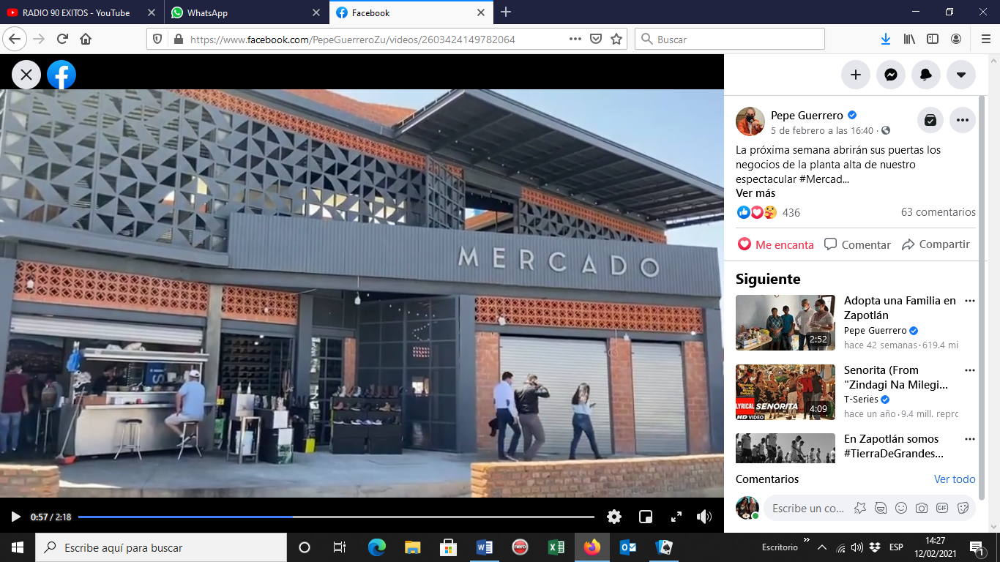 RADIO 90 EXITOS - YouTube
WhatsApp
Facebook
https://www.facebook.com/PepeGuerreroZu/videos/2603424149782064
Buscar
MERCADO
0:57 / 2:18
Pepe Guerrero
5 de febrero a las 16:40 ·
La próxima semana abrirán sus puertas los
negocios de la planta alta de nuestro
espectacular #Mercad...
Ver más
436
63 comentarios
Me encanta
Comentar
Compartir
Siguiente
2:52
Adopta una Familia en
Zapotlán
Pepe Guerrero
hace 42 semanas · 619.4 mi
LYRICAL
SENORITA
HD VIDEO
4:09
Senorita (From
"Zindagi Na Milegi...
T-Series
hace un año · 9.4 mill. repro
En Zapotlán somos
#TierraDeGrandes...
Comentarios
Ver todo
Escribe un co...
GIF
Escribe aquí para buscar
nero
Escritorio
ESP
14:27
12/02/2021
1